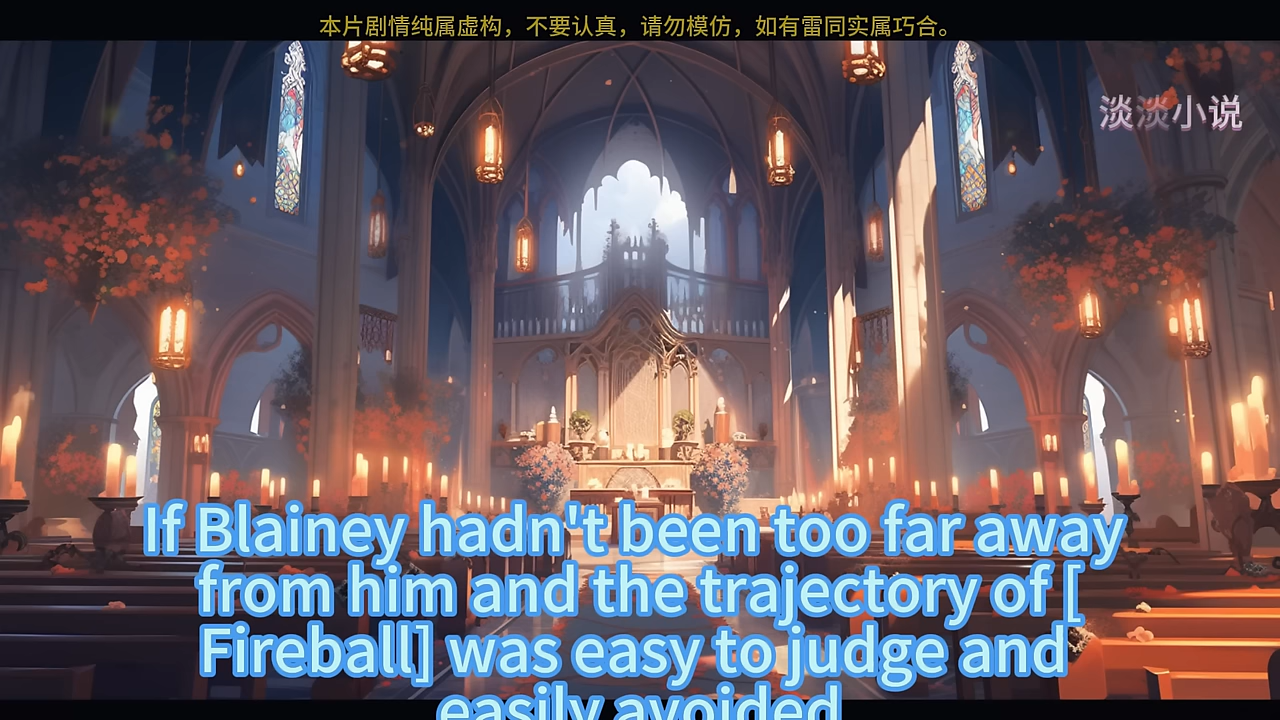 本片剧情纯属虚构，不要认真，请勿模仿，如有雷同实属巧合。
淡淡小说
If Blainey hadn't been too far away
from him and the trajectory of [
Fireball] was easy to judge and
easily avoided